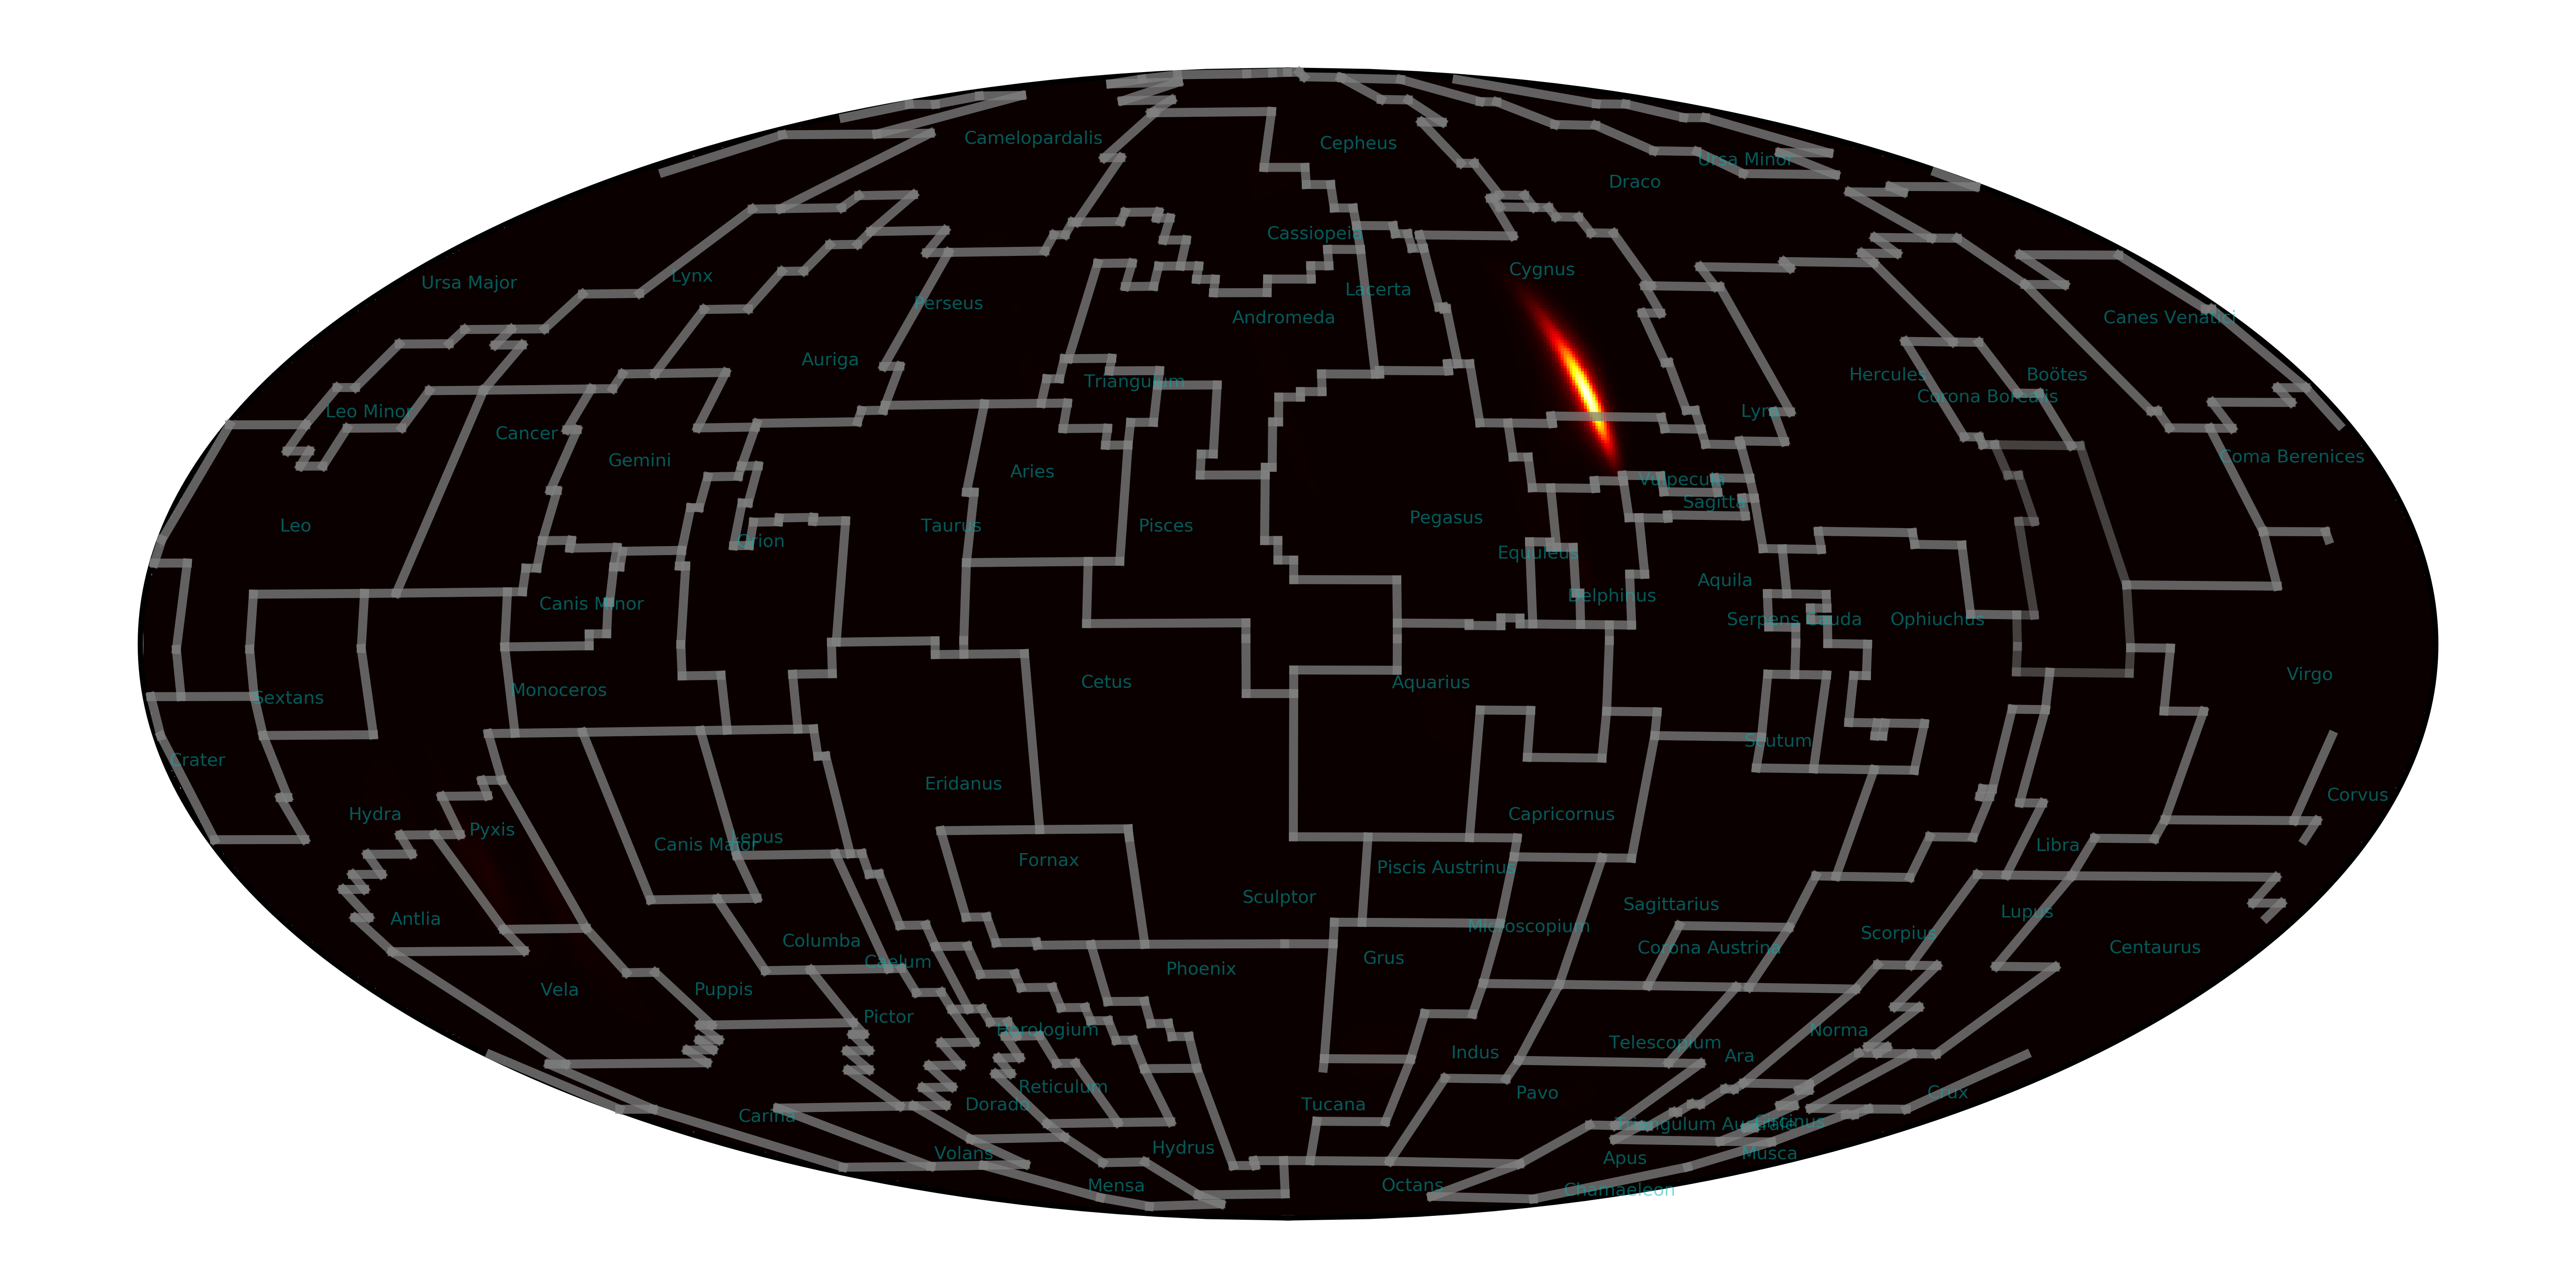 Camelopardalis
Cepheus
Ursa Minor
Draco
Cassiopeia
Cygnus
Lynx
Ursa Major
Lacerta
Perseus
Andromeda
Canes Venatici
Auriga
Hercules
Boötes
Triangulum
Corona Borealis
Leo Minor
Lyra
Cancer
Coma Berenices
Gemini
Aries
Vulpecula
Sagitta
Pegasus
Leo
Taurus
Pisces
Orion
Equuleus
Aquila
Delphinus
Canis Minor
Serpens Cauda
Ophiuchus
Virgo
Cetus
Aquarius
Monoceros
Sextans
Scutum
Crater
Eridanus
Corvus
Hydra
Capricornus
Pyxis
Lepus
Canis Major
Libra
Fornax
Piscis Austrinus
Sculptor
Sagittarius
Lupus
Antlia
Microscopium
Scorpius
Columba
Corona Austrina
Centaurus
Grus
Caelum
Phoenix
Vela
Puppis
Pictor
Horologium
Norma
Telescopium
Indus
Ara
Reticulum
Pavo
Crux
Dorado
Tucana
Carina
Circinus
Triangulum Australe
Hydrus
Volans
Musca
Apus
Mensa
Octans
Chamaeleon